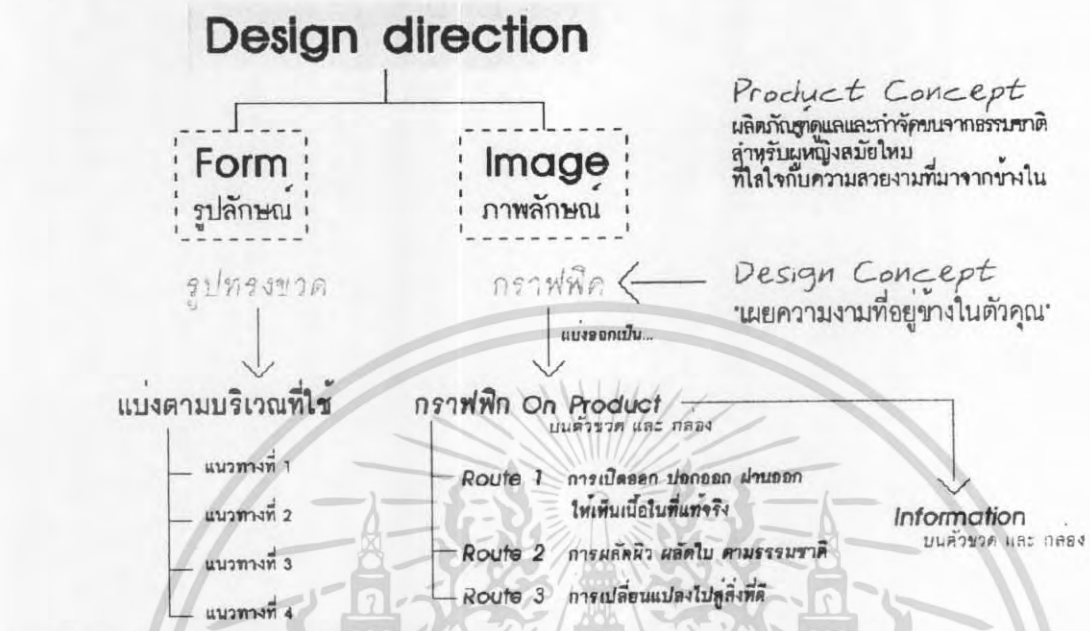 Design direction
Form
รูปลักษณ์
Image
ภาพลักษณ์
Product Concept
ผลิตภัณฑ์ดูแลและกำจัดขนจากธรรมชาติ
สำหรับผู้หญิงสมัยใหม่
ที่ใส่ใจกับความสวยงามที่มาจากข้างใน
รูปทรงขวด
กราฟฟิค
Design Concept
"เผยความงามที่อยู่ข้างในตัวคุณ"
แบ่งออกเป็น...
แบ่งตามบริเวณที่ใช้
แนวทางที่ 1
แนวทางที่ 2
แนวทางที่ 3
แนวทางที่ 4
กราฟฟิก On Product
บนตัวขวด และ กล่อง
Route 1 การเปิดออก ปอกออก ผ่านออก
ให้เห็นเนื้อในที่แท้จริง
Route 2 การผลัดผิว ผลัดใบ ตามธรรมชาติ
Route 3 การเปลี่ยนแปลงไปสู่สิ่งที่ดี
Information
บนตัวขวด และ กล่อง